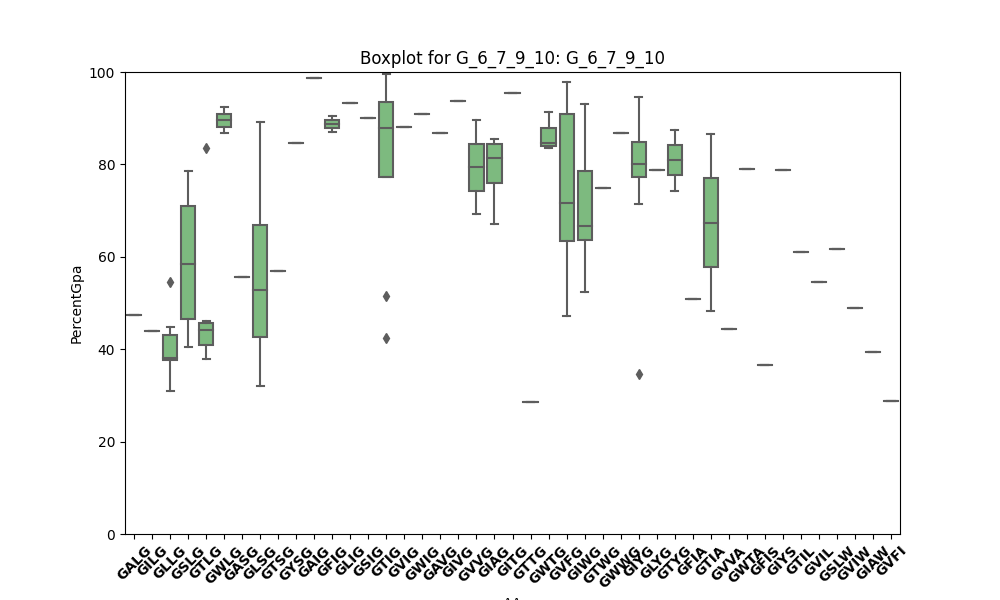 Boxplot for G_6_7_9_10: G_6_7_9_10
100
80
60
40
20
0
PercentGpa
GALG
GILG
GLLG
GSLG
GTLG
GWLG
GASG
GLSG
GTSG
GYSG
GAIG
GFIG
GLIG
GSIG
GTIG
GVIG
GWIG
GAVG
GIVG
GVVG
GIAG
GITG
GTTG
GWTG
GVFG
GIWG
GTWG
GWWG
GIYG
GLYG
GTYG
GFIA
GTIA
GVVA
GWTA
GFIS
GIYS
GTIL
GVIL
GSLW
GVIW
GIAW
GVFI